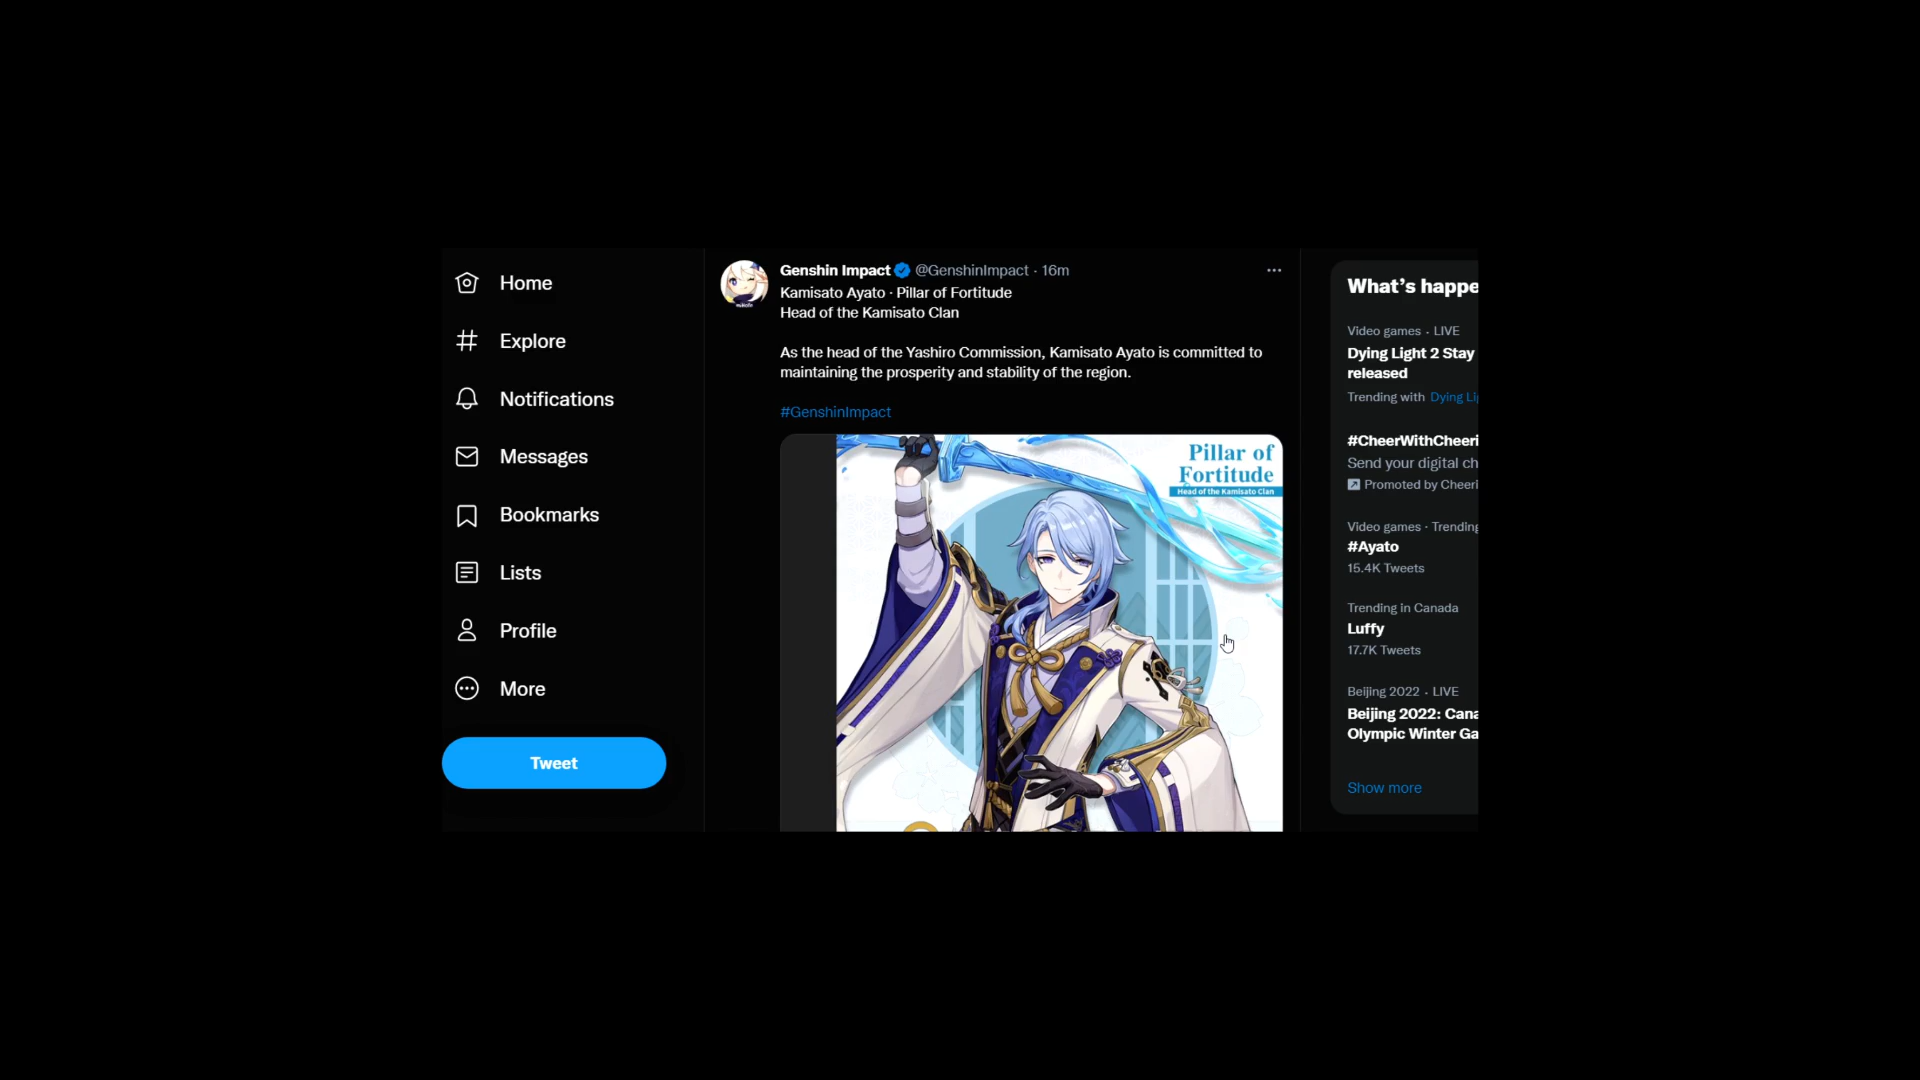 Home
Explore
Notifications
Messages
Bookmarks
Lists
Profile
More
Tweet
Genshin Impact @GenshinImpact · 16m
Kamisato Ayato · Pillar of Fortitude
Head of the Kamisato Clan
As the head of the Yashiro Commission, Kamisato Ayato is committed to
maintaining the prosperity and stability of the region.
#GenshinImpact
Pillar of
Fortitude
Head of the Kamisato Clan
What's happe
Video games · LIVE
Dying Light 2 Stay
released
Trending with Dying Li
#CheerWithCheeri
Send your digital ch
Promoted by Cheeri
Video games · Trending
#Ayato
15.4K Tweets
Trending in Canada
Luffy
17.7K Tweets
Beijing 2022 · LIVE
Beijing 2022: Cana
Olympic Winter Ga
Show more